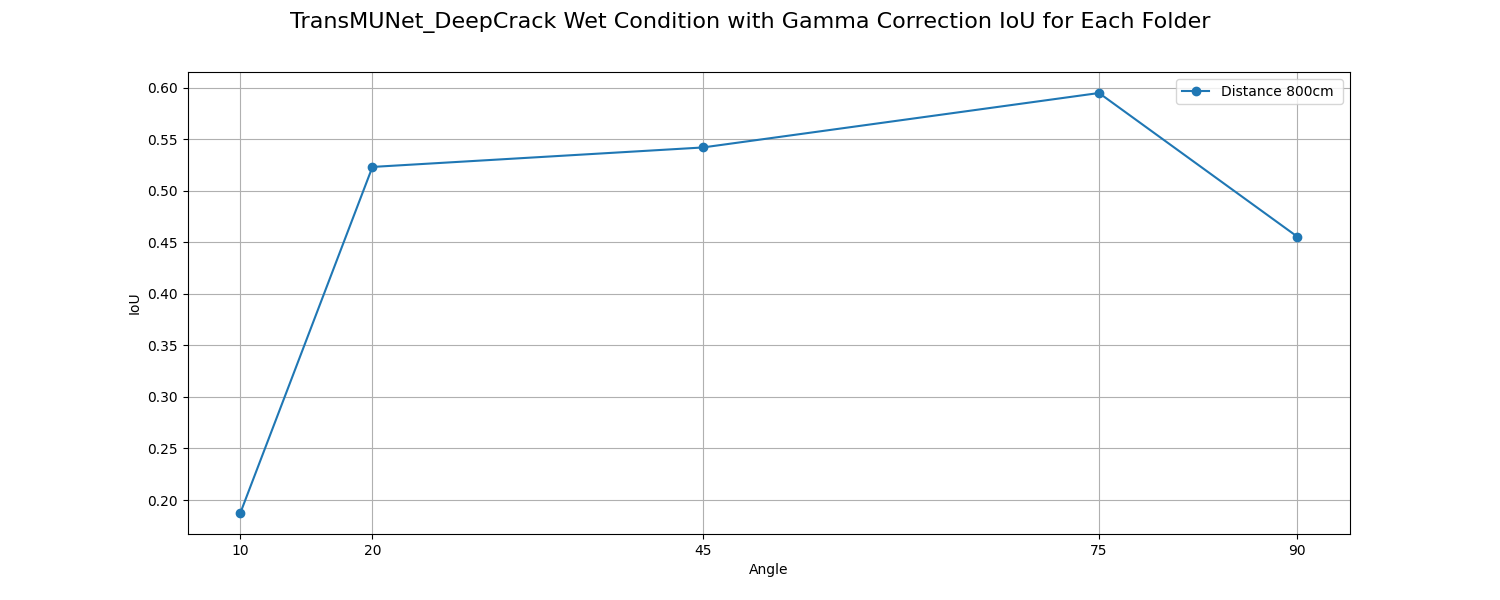 TransMUNet_DeepCrack Wet Condition with Gamma Correction IoU for Each Folder
Distance 800cm
0.60
0.55
0.50
0.45
0.40
0.35
0.30
0.25
0.20
IoU
10 20 45 75 90
Angle